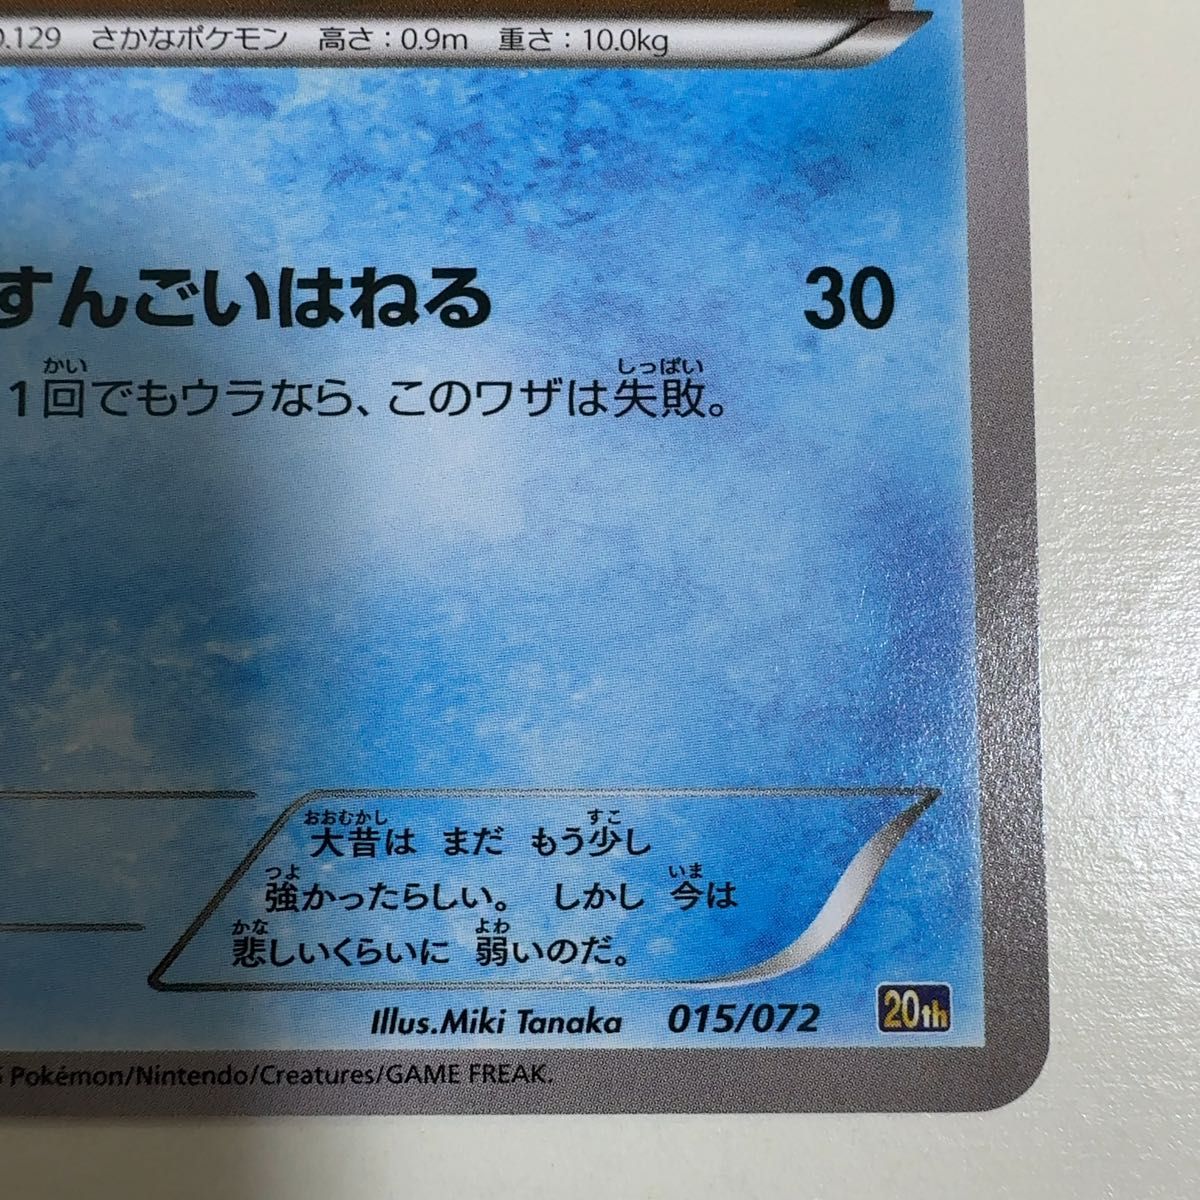 .129 さかなポケモン 高さ：0.9m 重さ：10.0kg
すんごいはねる 30
かい しっぱい
1回でもウラなら、このワザは失敗。
おおむかし すこ
大昔は まだ もう少し
つよ いま
強かったらしい。 しかし 今は
かな よわ
悲しいくらいに 弱いのだ。
Illus.Miki Tanaka 015/072 20th
Pokémon/Nintendo/Creatures/GAME FREAK.